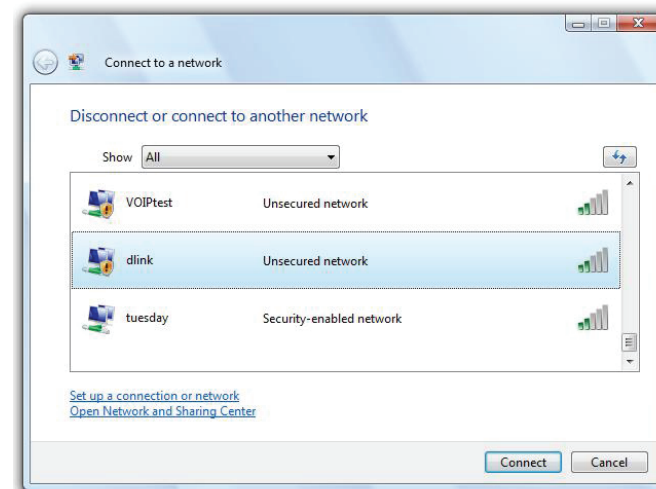 Connect to a network
Disconnect or connect to another network
Show All
VOIPtest Unsecured network
dlink Unsecured network
tuesday Security-enabled network
Set up a connection or network
Open Network and Sharing Center
Connect Cancel